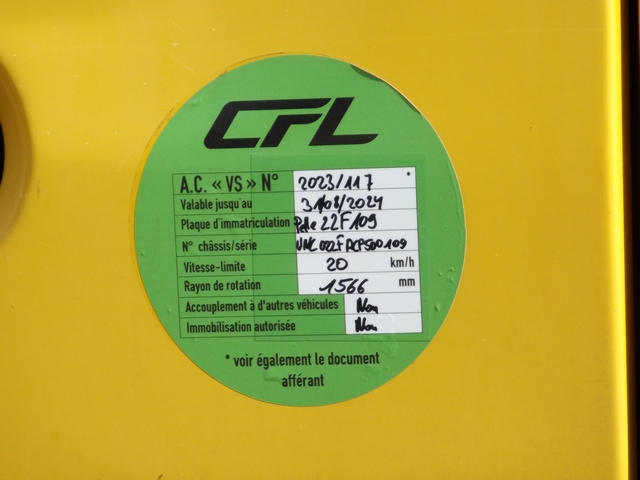 CFL
A.C. « VS » N° 2023/117 *
Valable jusqu'au 31/08/2024
Plaque d'immatriculation Pelle 22F109
N° châssis/série
Vitesse-limite 20 km/h
Rayon de rotation 1566 mm
Accouplement à d'autres véhicules Non
Immobilisation autorisée Non
* voir également le document
afférant